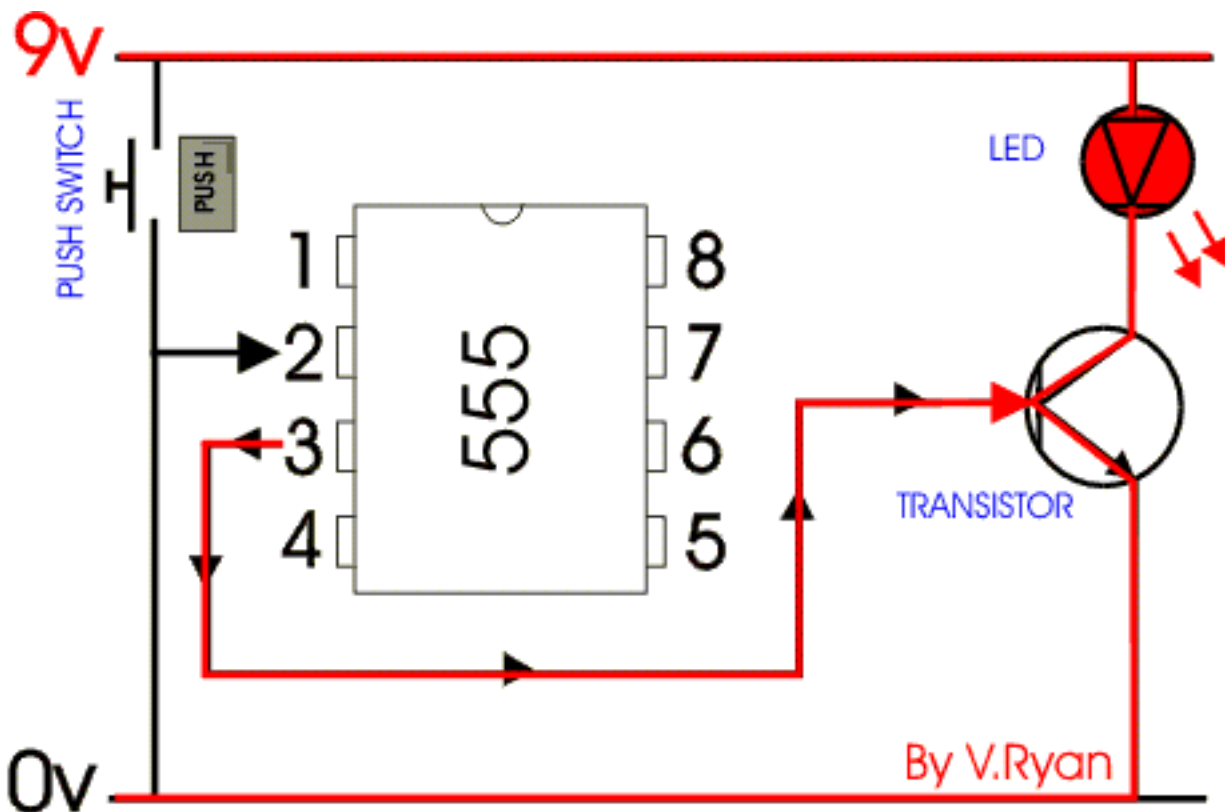 9v
PUSH SWITCH
PUSH
LED
555
1
8
2
7
3
6
4
5
TRANSISTOR
By V.Ryan
0v